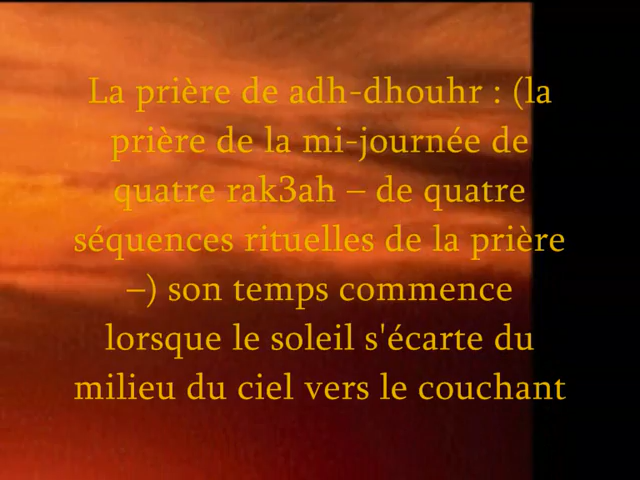 La prière de adh-dhouhr : (la
prière de la mi-journée de
quatre rak3ah – de quatre
séquences rituelles de la prière
–) son temps commence
lorsque le soleil s'écarte du
milieu du ciel vers le couchant